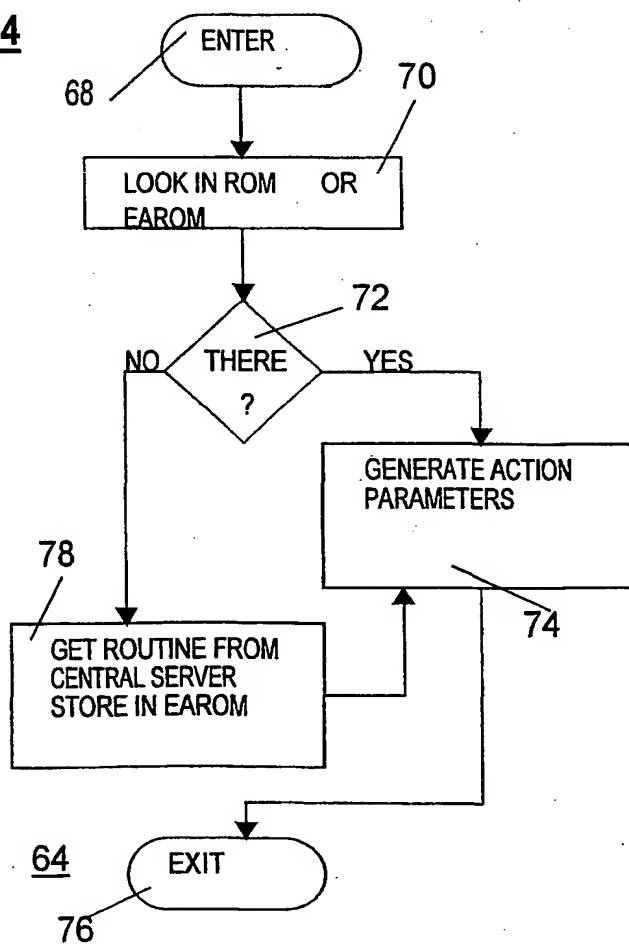 4
ENTER
68
70
LOOK IN ROM OR
EAROM
72
NO
THERE
?
YES
GENERATE ACTION
PARAMETERS
74
78
GET ROUTINE FROM
CENTRAL SERVER
STORE IN EAROM
64
EXIT
76